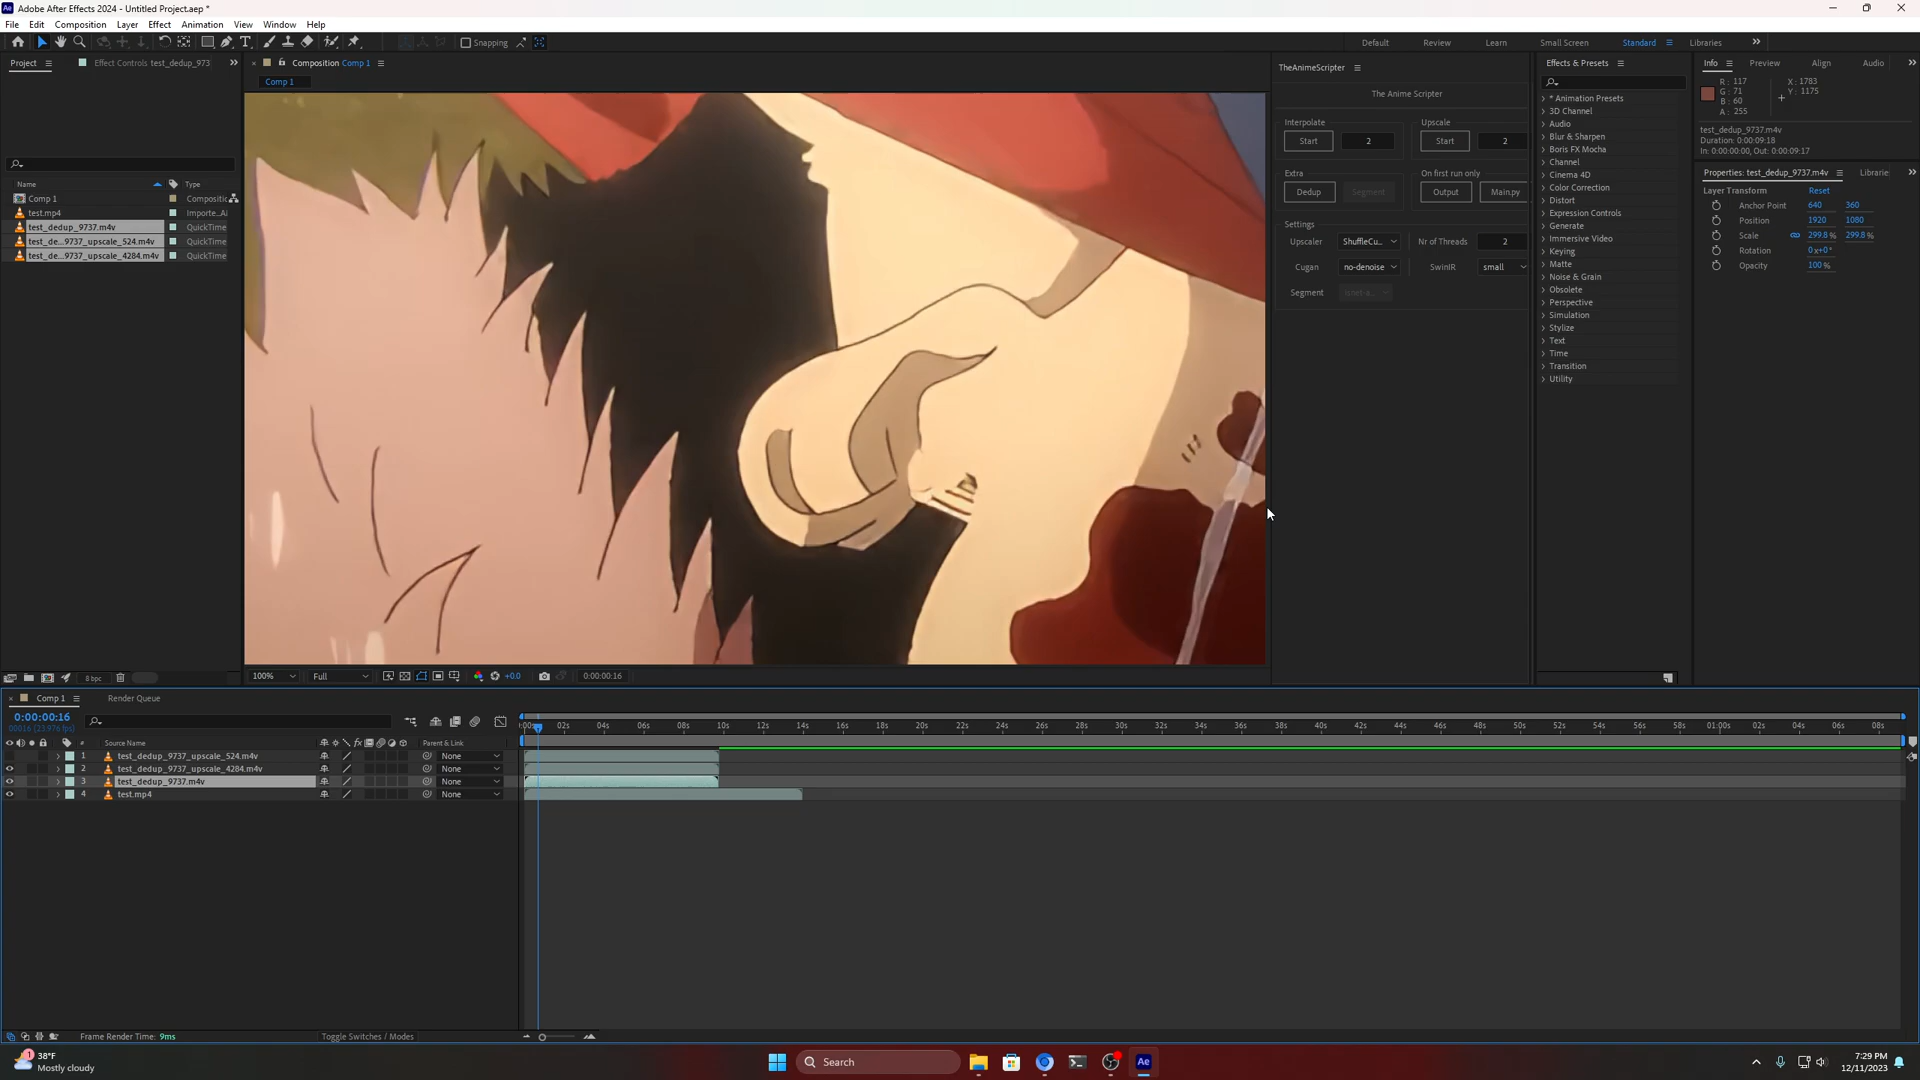 Adobe After Effects 2024 - Untitled Project.aep *
File Edit Composition Layer Effect Animation View Window Help
Snapping
Default Review Learn Small Screen Standard Libraries
Project
Effect Controls test_dedup_973
Composition Comp 1
Comp 1
Name Type
Comp 1 Compositic
test.mp4 Importe...A
test_dedup_9737.m4v QuickTime
test_de...9737_upscale_524.m4v QuickTime
test_de...9737_upscale_4284.m4v QuickTime
8 bpc
100% Full +0.0 0:00:00:16
TheAnimeScripter
The Anime Scripter
Interpolate Upscale
Start 2 Start 2
Extra On first run only
Dedup Segment Output Main.py
Settings
Upscaler ShuffleCu... Nr of Threads 2
Cugan no-denoise SwinIR small
Segment
Effects & Presets
* Animation Presets
3D Channel
Audio
Blur & Sharpen
Boris FX Mocha
Channel
Cinema 4D
Color Correction
Distort
Expression Controls
Generate
Immersive Video
Keying
Matte
Noise & Grain
Obsolete
Perspective
Simulation
Stylize
Text
Time
Transition
Utility
Info Preview Align Audio
R: 117 X: 1783
G: 71 Y: 1175
B: 60
A: 255
test_dedup_9737.m4v
Duration: 0:00:09:18
In: 0:00:00:00, Out: 0:00:09:17
Properties: test_dedup_9737.m4v Librarie
Layer Transform Reset
Anchor Point 640 360
Position 1920 1080
Scale 299.8 % 299.8 %
Rotation 0x+0°
Opacity 100 %
Comp 1 Render Queue
0:00:00:16
00016 (23.976 fps)
:00s 02s 04s 06s 08s 10s 12s 14s 16s 18s 20s 22s 24s 26s 28s 30s 32s 34s 36s 38s 40s 42s 44s 46s 48s 50s 52s 54s 56s 58s 01:00s 02s 04s 06s 08s
# Source Name fx Parent & Link
1 test_dedup_9737_upscale_524.m4v None
2 test_dedup_9737_upscale_4284.m4v None
3 test_dedup_9737.m4v None
4 test.mp4 None
Frame Render Time: 9ms
Toggle Switches / Modes
1
38°F
Mostly cloudy
Search
Ae
7:29 PM
12/11/2023